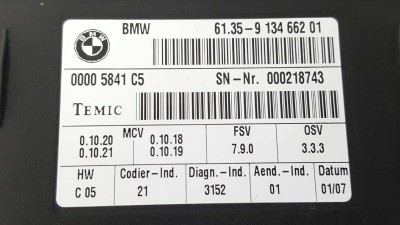 BMW 61.35-9 134 662 01
0000 5841 C5 SN-Nr. 000218743
TEMIC
MCV FSV OSV
0.10.20 0.10.18 7.9.0 3.3.3
0.10.21 0.10.19
HW Codier-Ind. Diagn.-Ind. Aend.-Ind. Datum
C 05 21 3152 01 01/07